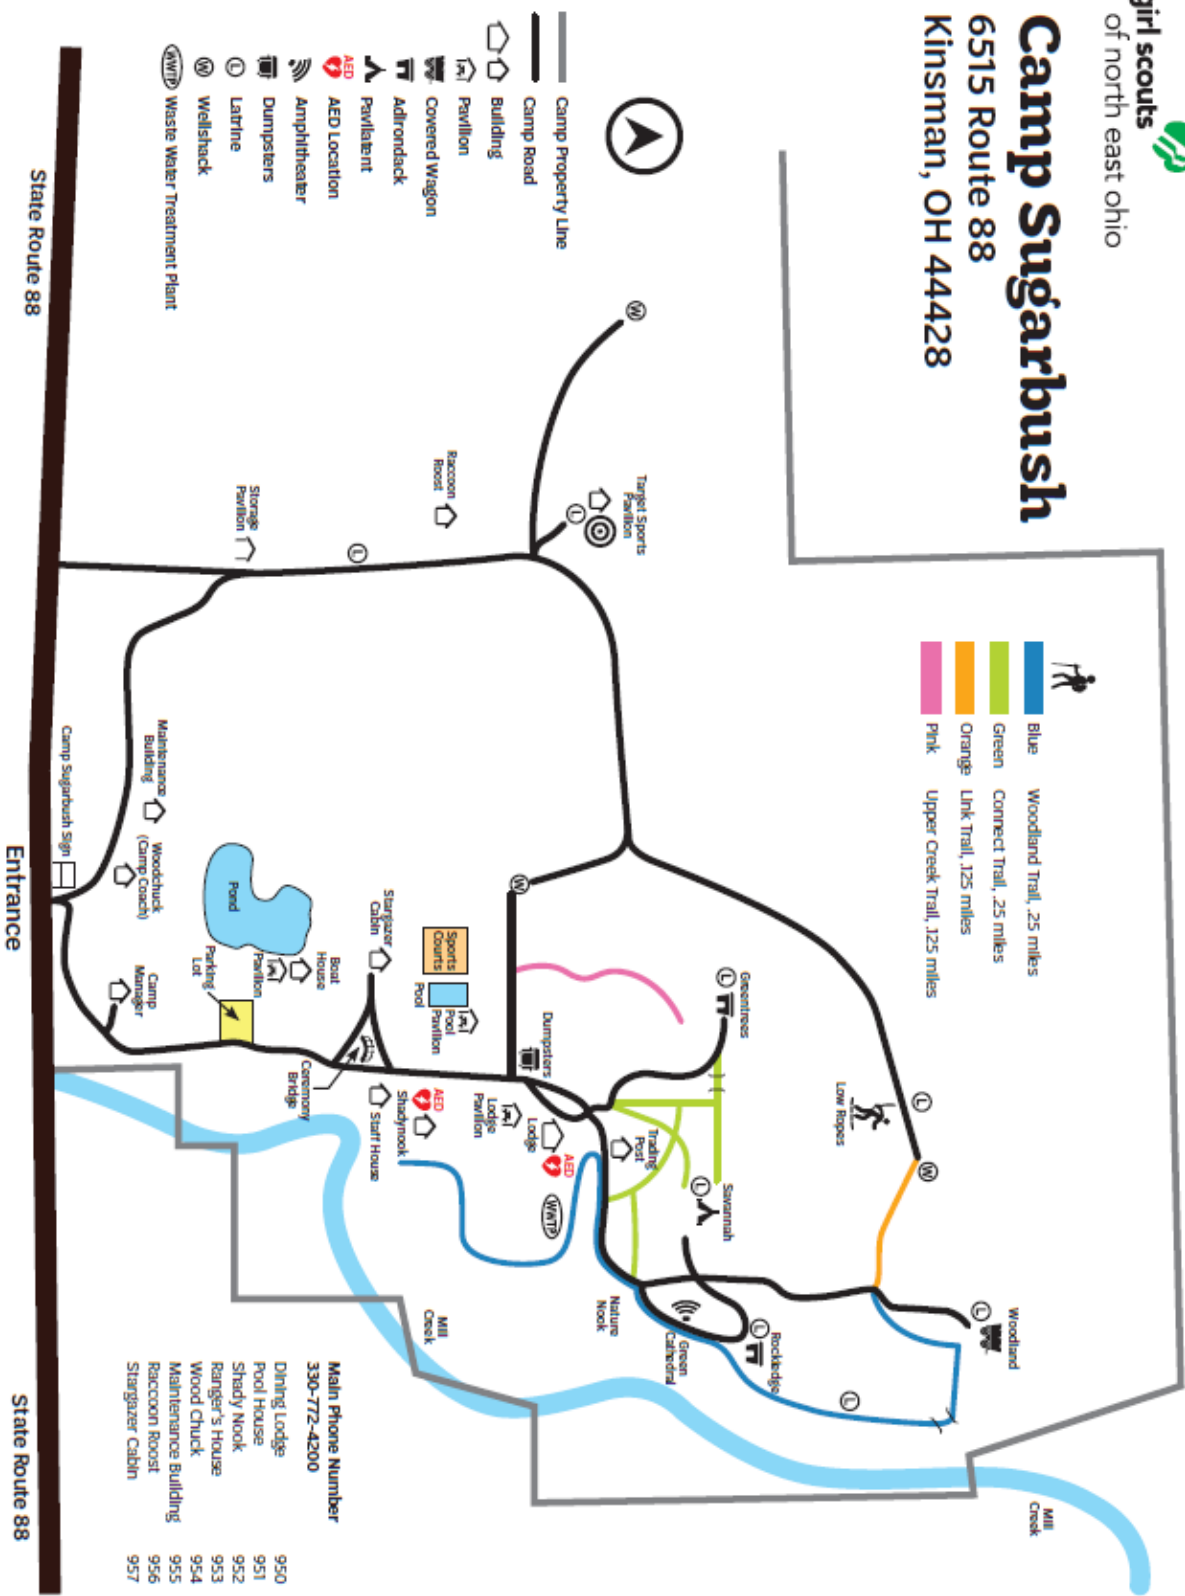 girl scouts
of north east ohio
Camp Sugarbush
6515 Route 88
Kinsman, OH 44428
Camp Property Line
Camp Road
Building
Pavilion
Covered Wagon
Adirondack
Pavilatent
AED
AED Location
Amphitheater
Dumpsters
L
Latrine
W
Wellshack
WWTP
Waste Water Treatment Plant
Blue Woodland Trail, .25 miles
Green Connect Trail, .25 miles
Orange Link Trail, .125 miles
Pink Upper Creek Trail, .125 miles
W
Target Sports
Pavilion
L
Raccoon
Roost
L
Storage
Pavilion
Woodland
L
L
W
Low Ropes
L
Greentrees
L
Savannah
L
Rockledge
L
Green
Cathedral
Nature
Nook
Trading
Post
W
Dumpsters
AED
Lodge
Lodge
Pavilion
WWTP
Sports
Courts
Pool
Pool
Pavilion
AED
Shadynook
Staff House
Stargazer
Cabin
Ceremony
Bridge
Boat
House
Pavilion
Pond
Parking
Lot
Maintenance
Building
Woodchuck
(Camp Coach)
Camp
Manager
Camp Sugarbush Sign
Mill
Creek
Mill
Creek
Main Phone Number
330-772-4200
Dining Lodge 950
Pool House 951
Shady Nook 952
Ranger's House 953
Wood Chuck 954
Maintenance Building 955
Raccoon Roost 956
Stargazer Cabin 957
State Route 88
Entrance
State Route 88